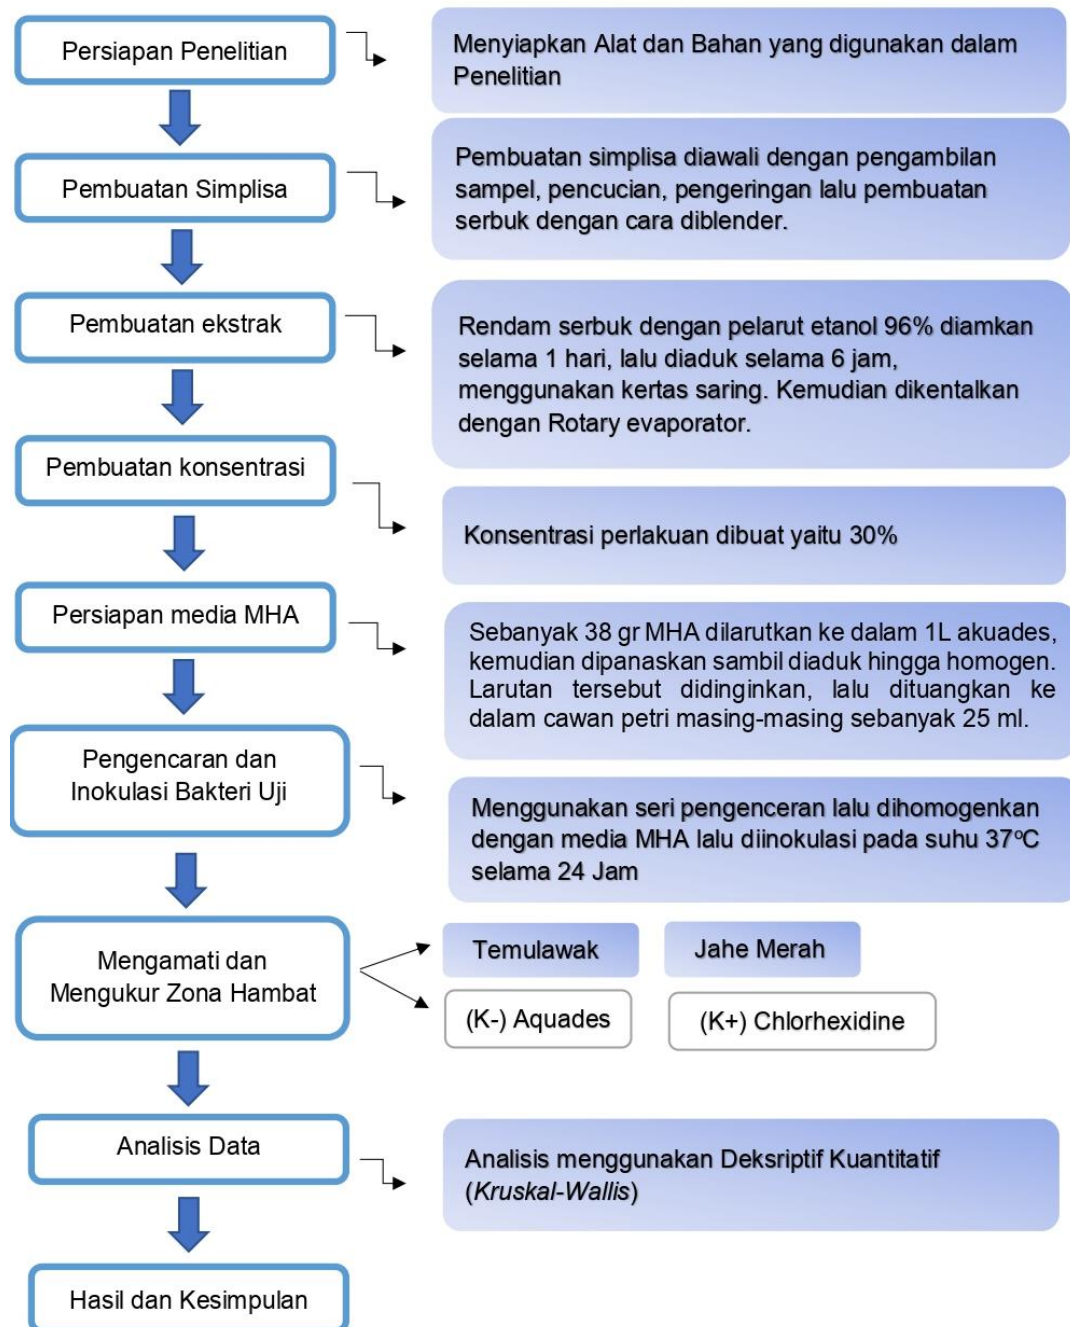 Persiapan Penelitian
Menyiapkan Alat dan Bahan yang digunakan dalam
Penelitian
Pembuatan Simplisa
Pembuatan simplisa diawali dengan pengambilan
sampel, pencucian, pengeringan lalu pembuatan
serbuk dengan cara diblender.
Pembuatan ekstrak
Rendam serbuk dengan pelarut etanol 96% diamkan
selama 1 hari, lalu diaduk selama 6 jam,
menggunakan kertas saring. Kemudian dikentalkan
dengan Rotary evaporator.
Pembuatan konsentrasi
Konsentrasi perlakuan dibuat yaitu 30%
Persiapan media MHA
Sebanyak 38 gr MHA dilarutkan ke dalam 1L akuades,
kemudian dipanaskan sambil diaduk hingga homogen.
Larutan tersebut didinginkan, lalu dituangkan ke
dalam cawan petri masing-masing sebanyak 25 ml.
Pengencaran dan
Inokulasi Bakteri Uji
Menggunakan seri pengenceran lalu dihomogenkan
dengan media MHA lalu diinokulasi pada suhu 37°C
selama 24 Jam
Mengamati dan
Mengukur Zona Hambat
Temulawak
Jahe Merah
(K-) Aquades
(K+) Chlorhexidine
Analisis Data
Analisis menggunakan Deksriptif Kuantitatif
(Kruskal-Wallis)
Hasil dan Kesimpulan